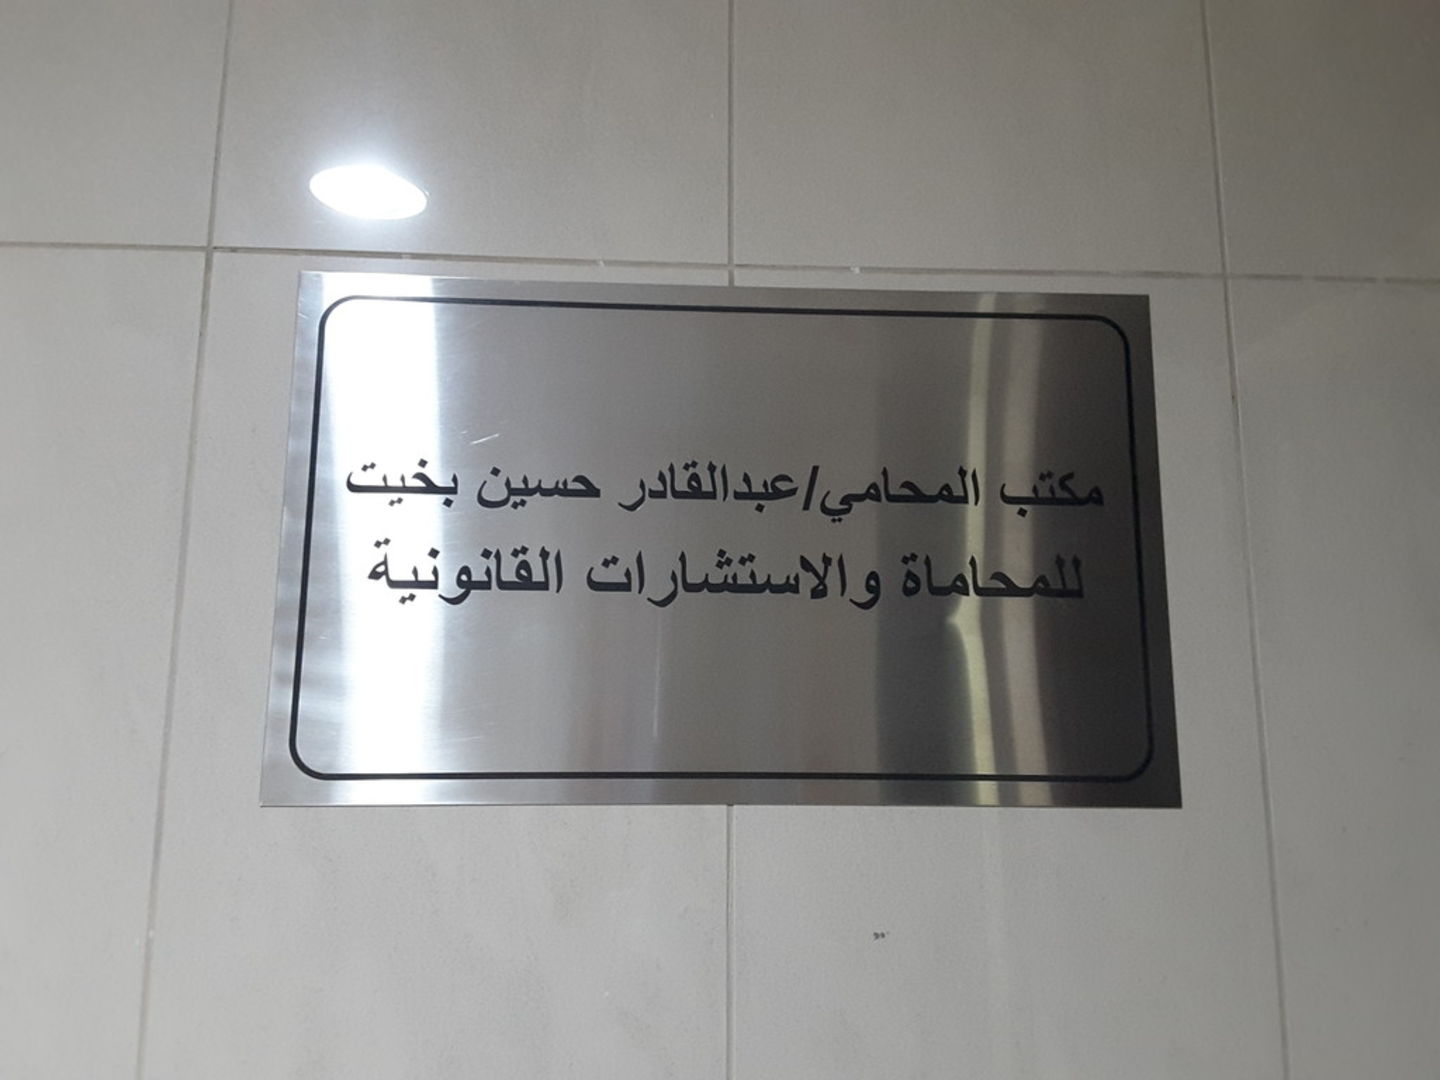 مكتب المحامي/عبدالقادر حسين بخيت
للمحاماة والاستشارات القانونية